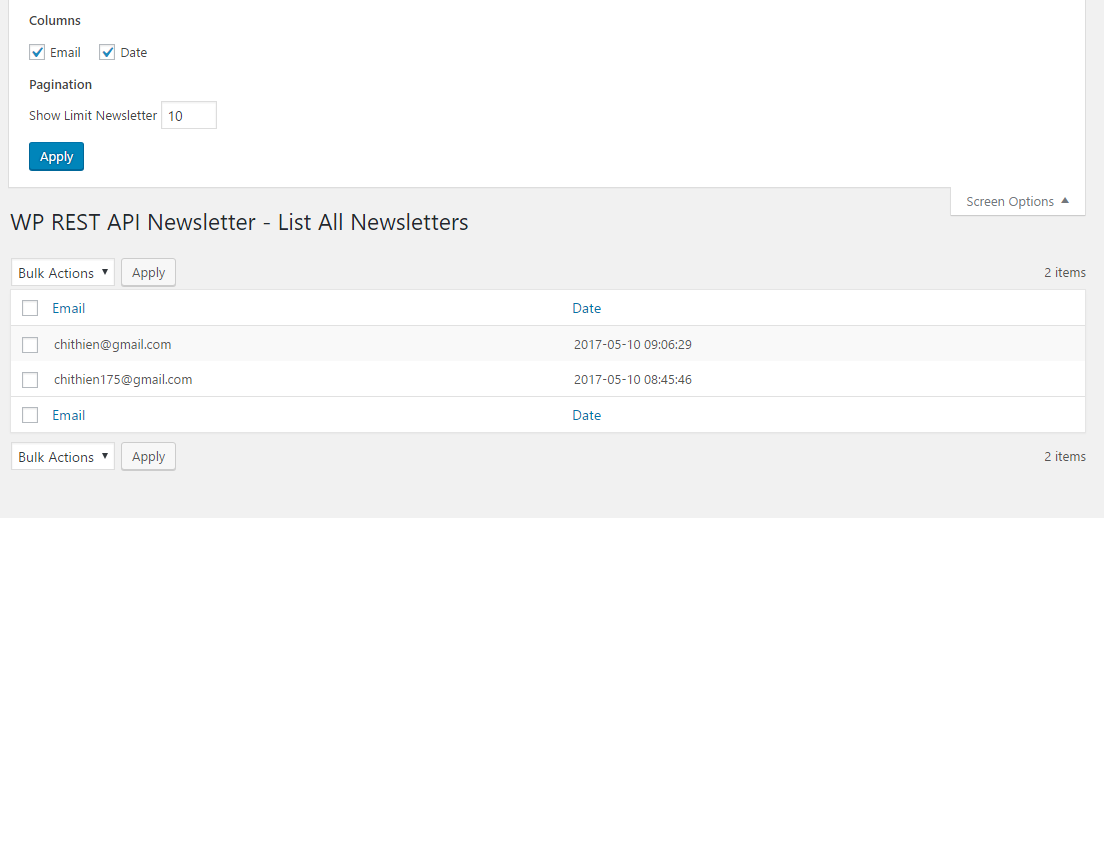 Columns
Email Date
Pagination
Show Limit Newsletter 10
Apply
Screen Options
WP REST API Newsletter - List All Newsletters
Bulk Actions Apply 2 items
Email Date
chithien@gmail.com 2017-05-10 09:06:29
chithien175@gmail.com 2017-05-10 08:45:46
Email Date
Bulk Actions Apply 2 items